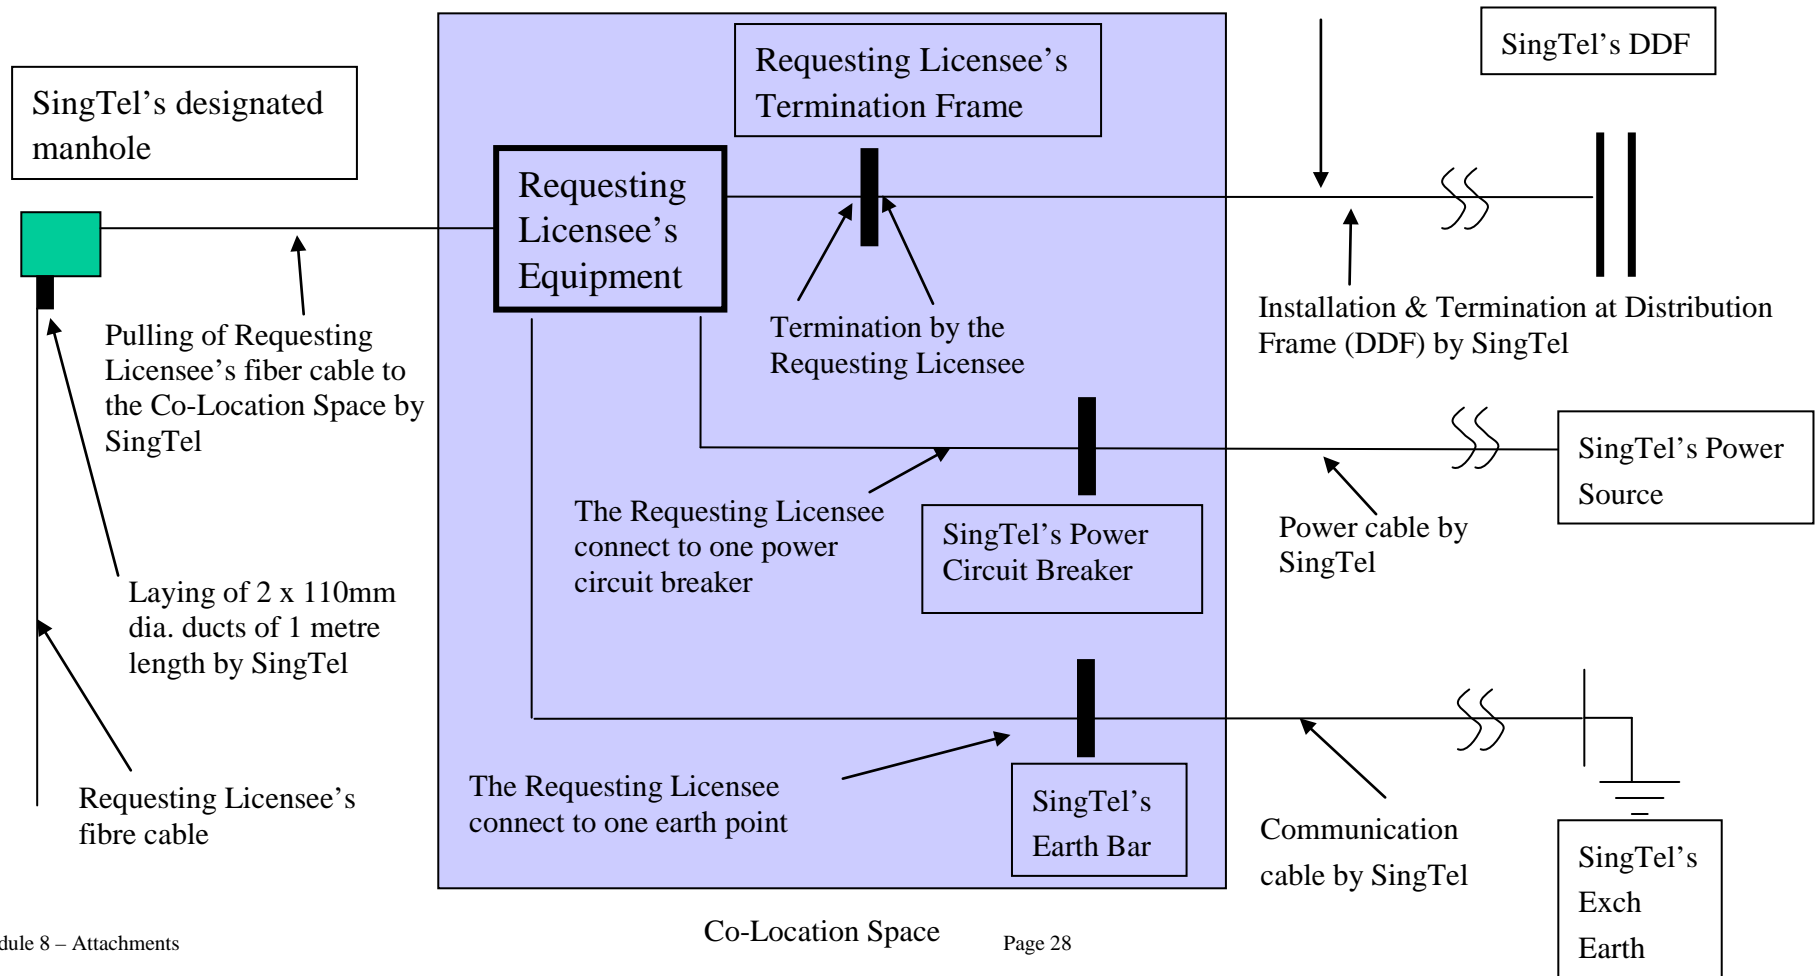 SingTel's DDF
Requesting Licensee's
Termination Frame
SingTel's designated
manhole
Requesting
Licensee's
Equipment
Pulling of Requesting
Licensee's fiber cable to
the Co-Location Space by
SingTel
Termination by the
Requesting Licensee
Installation & Termination at Distribution
Frame (DDF) by SingTel
SingTel's Power
Source
The Requesting Licensee
connect to one power
circuit breaker
SingTel's Power
Circuit Breaker
Power cable by
SingTel
Laying of 2 x 110mm
dia. ducts of 1 metre
length by SingTel
Requesting Licensee's
fibre cable
The Requesting Licensee
connect to one earth point
SingTel's
Earth Bar
Communication
cable by SingTel
SingTel's
Exch
Earth
Co-Location Space
dule 8 – Attachments
Page 28